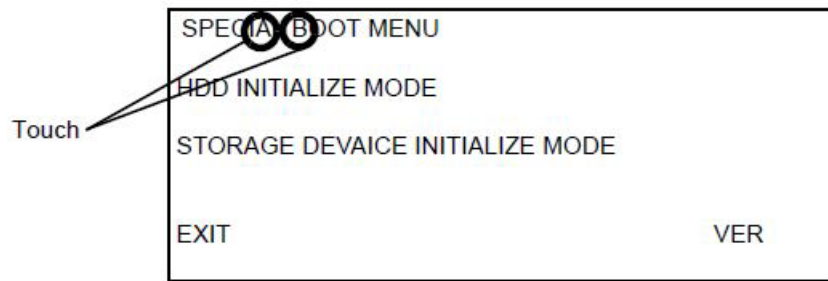 SPECIAL BOOT MENU
HDD INITIALIZE MODE
Touch
STORAGE DEVAICE INITIALIZE MODE
EXIT
VER